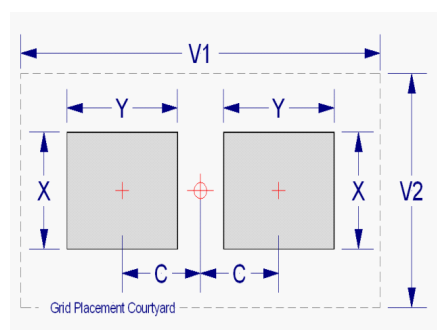 V1
Y Y
X X V2
C C
Grid Placement Courtyard